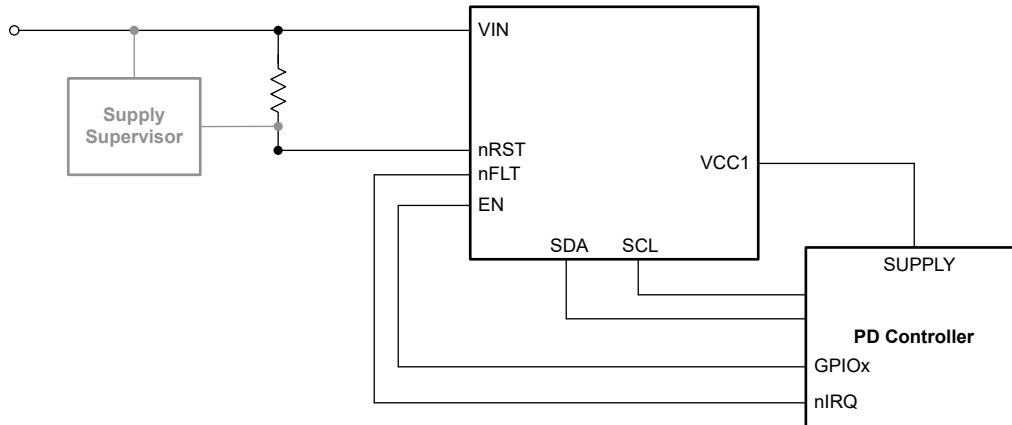 VIN
Supply
Supervisor
nRST
nFLT
VCC1
EN
SDA
SCL
SUPPLY
PD Controller
GPIOx
nIRQ